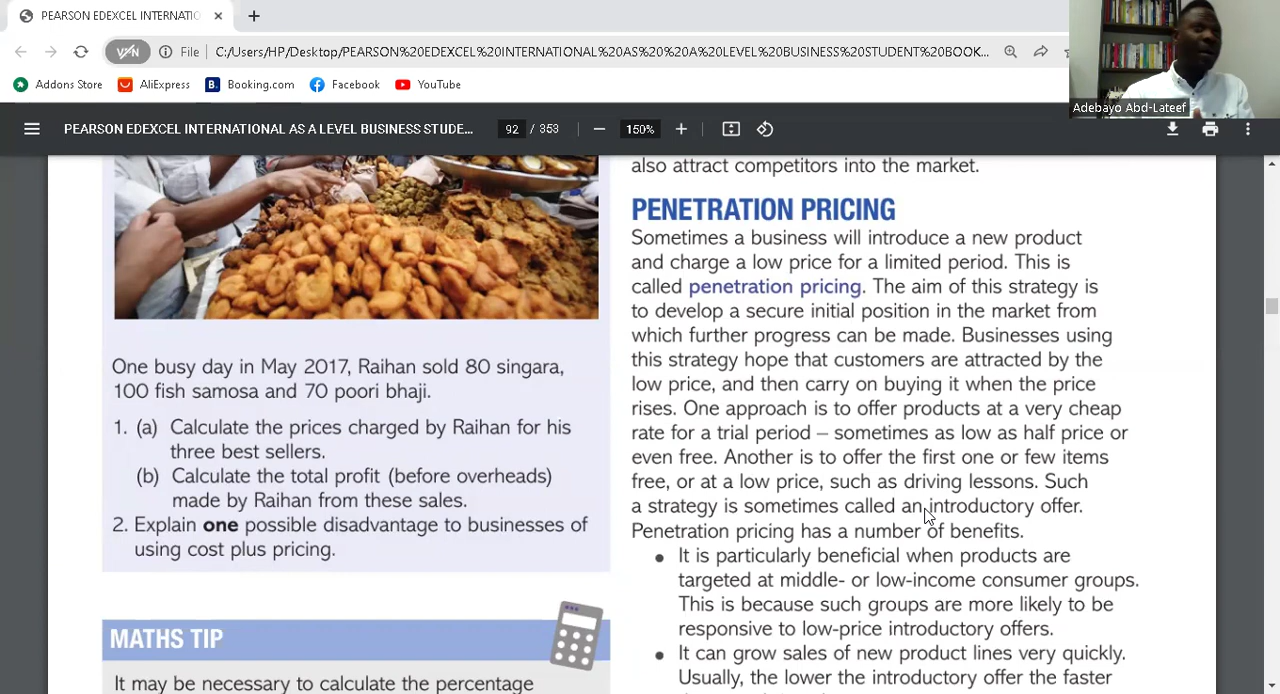 PEARSON EDEXCEL INTERNATIO
File
C:/Users/HP/Desktop/PEARSON%20EDEXCEL%20INTERNATIONAL%20AS%20%20A%20LEVEL%20BUSINESS%20STUDENT%20BOOK...
Addons Store
AliExpress
Booking.com
Facebook
YouTube
Adebayo Abd-Lateef
PEARSON EDEXCEL INTERNATIONAL AS A LEVEL BUSINESS STUDE...
92 / 353
150%
One busy day in May 2017, Raihan sold 80 singara,
100 fish samosa and 70 poori bhaji.
1. (a) Calculate the prices charged by Raihan for his
three best sellers.
(b) Calculate the total profit (before overheads)
made by Raihan from these sales.
2. Explain one possible disadvantage to businesses of
using cost plus pricing.
MATHS TIP
It may be necessary to calculate the percentage
also attract competitors into the market.
PENETRATION PRICING
Sometimes a business will introduce a new product
and charge a low price for a limited period. This is
called penetration pricing. The aim of this strategy is
to develop a secure initial position in the market from
which further progress can be made. Businesses using
this strategy hope that customers are attracted by the
low price, and then carry on buying it when the price
rises. One approach is to offer products at a very cheap
rate for a trial period – sometimes as low as half price or
even free. Another is to offer the first one or few items
free, or at a low price, such as driving lessons. Such
a strategy is sometimes called an introductory offer.
Penetration pricing has a number of benefits.
• It is particularly beneficial when products are
targeted at middle- or low-income consumer groups.
This is because such groups are more likely to be
responsive to low-price introductory offers.
• It can grow sales of new product lines very quickly.
Usually, the lower the introductory offer the faster